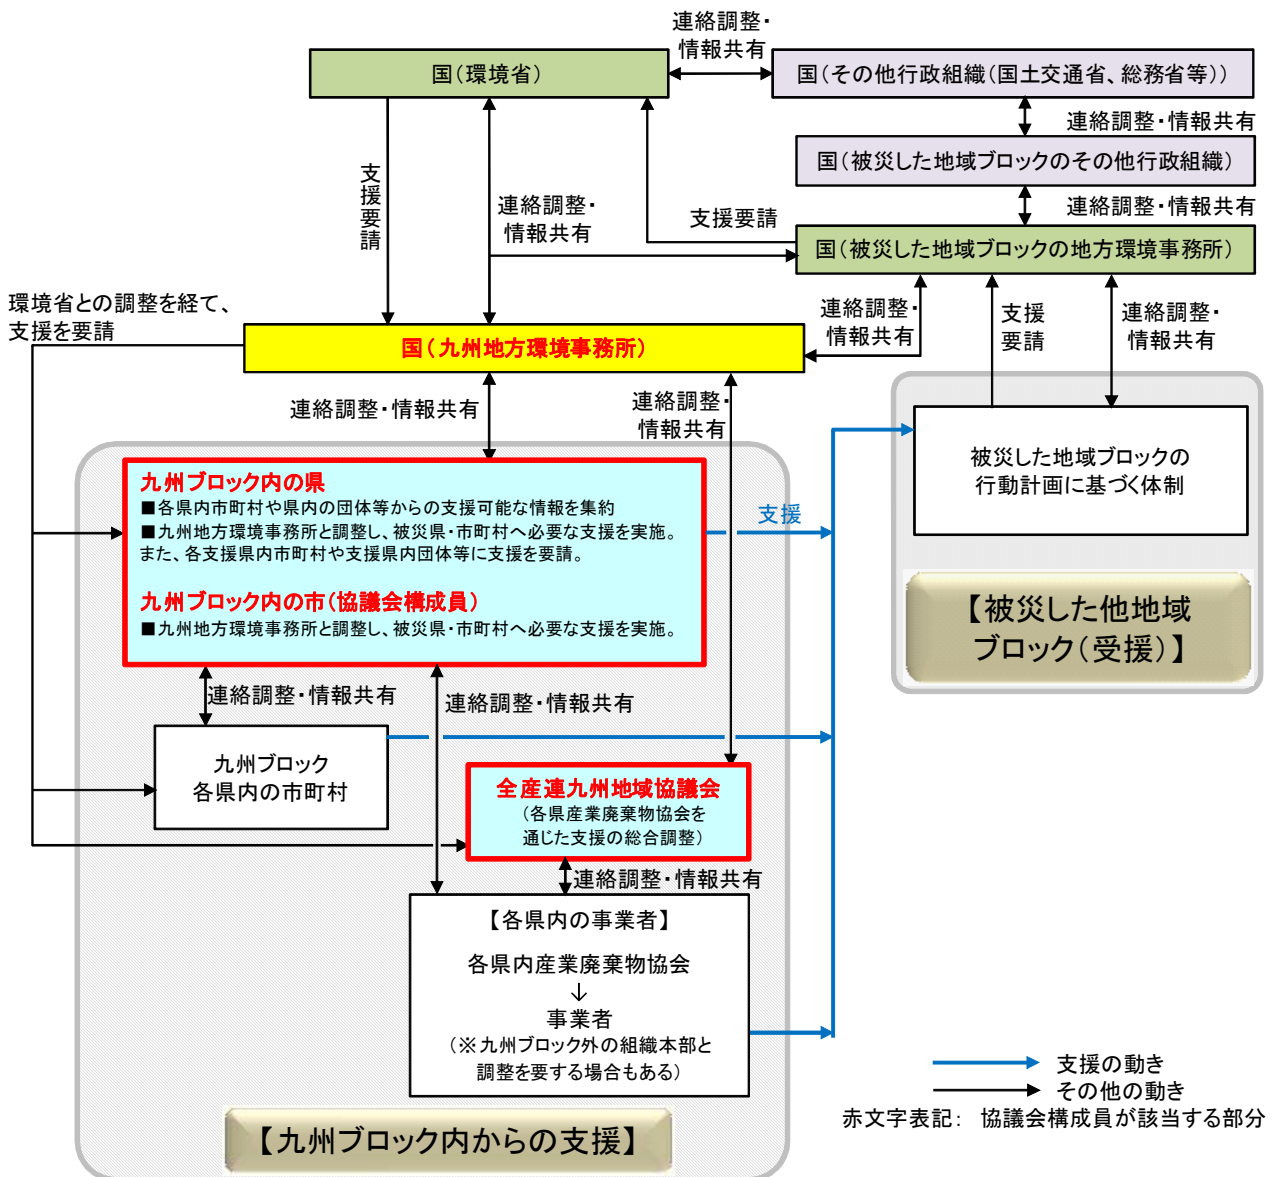 連絡調整・
情報共有
国(環境省)
国(その他行政組織(国土交通省、総務省等))
連絡調整・情報共有
国(被災した地域ブロックのその他行政組織)
支援要請
連絡調整・
情報共有
支援要請
連絡調整・情報共有
国(被災した地域ブロックの地方環境事務所)
環境省との調整を経て、
支援を要請
国(九州地方環境事務所)
連絡調整・
情報共有
支援
要請
連絡調整・
情報共有
連絡調整・情報共有
連絡調整・
情報共有
九州ブロック内の県
■各県内市町村や県内の団体等からの支援可能な情報を集約
■九州地方環境事務所と調整し、被災県・市町村へ必要な支援を実施。
また、各支援県内市町村や支援県内団体等に支援を要請。
九州ブロック内の市(協議会構成員)
■九州地方環境事務所と調整し、被災県・市町村へ必要な支援を実施。
支援
被災した地域ブロックの
行動計画に基づく体制
【被災した他地域
ブロック(受援)】
連絡調整・情報共有
連絡調整・情報共有
九州ブロック
各県内の市町村
全産連九州地域協議会
(各県産業廃棄物協会を
通じた支援の総合調整)
連絡調整・情報共有
【各県内の事業者】
各県内産業廃棄物協会
↓
事業者
(※九州ブロック外の組織本部と
調整を要する場合もある)
【九州ブロック内からの支援】
支援の動き
その他の動き
赤文字表記: 協議会構成員が該当する部分